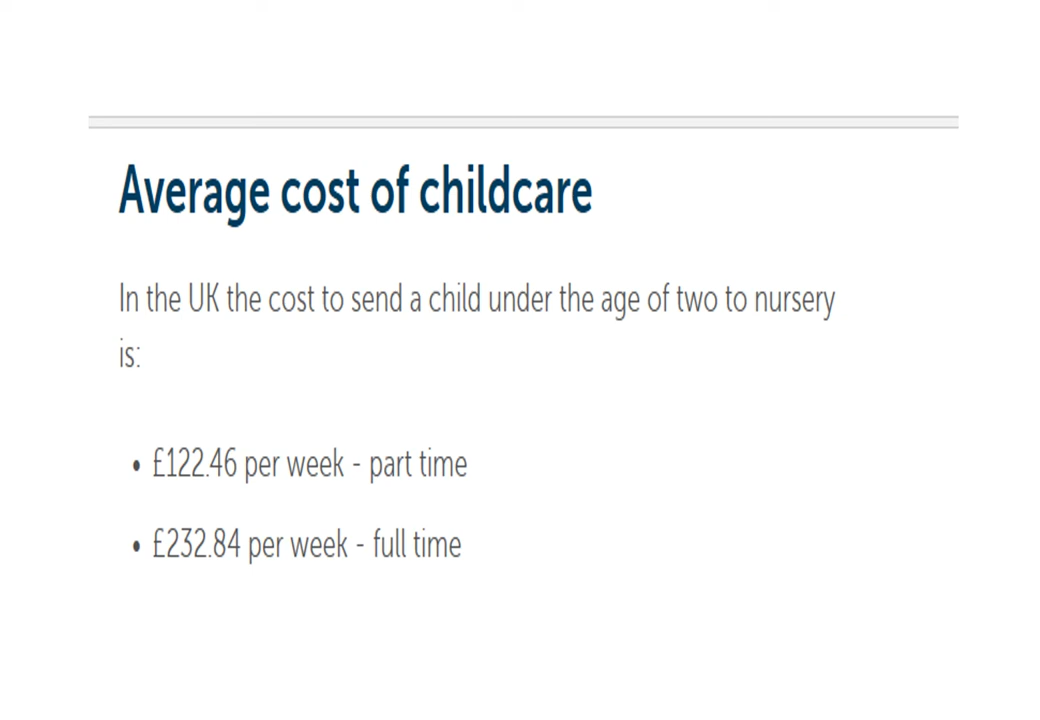 Average cost of childcare
In the UK the cost to send a child under the age of two to nursery
is:
• £122.46 per week - part time
• £232.84 per week - full time